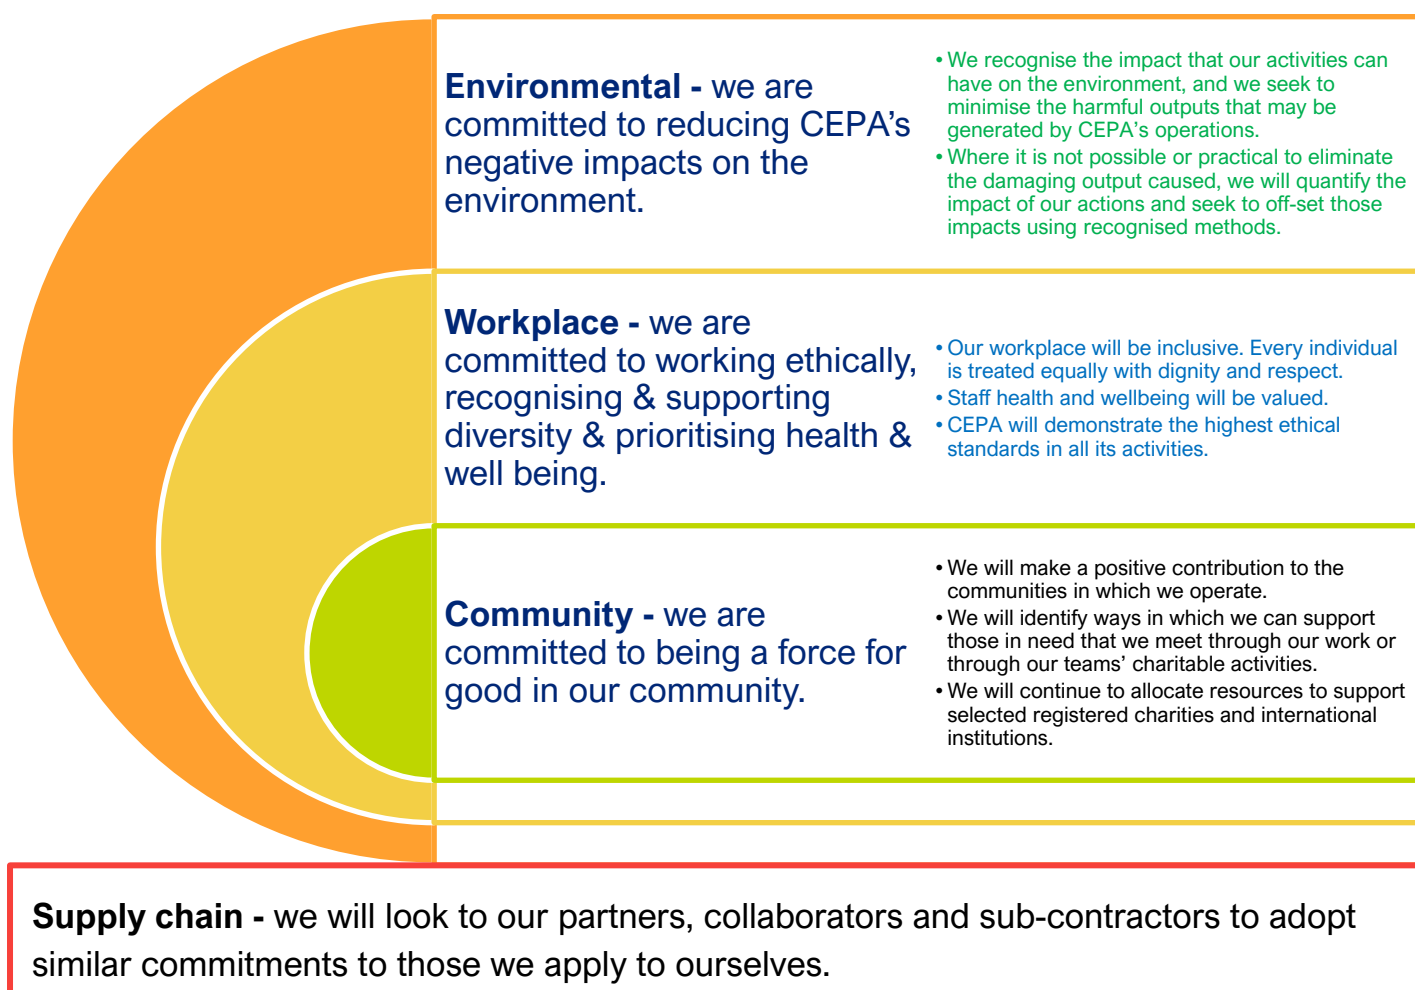 Environmental - we are
committed to reducing CEPA’s
negative impacts on the
environment.
• We recognise the impact that our activities can
have on the environment, and we seek to
minimise the harmful outputs that may be
generated by CEPA’s operations.
• Where it is not possible or practical to eliminate
the damaging output caused, we will quantify the
impact of our actions and seek to off-set those
impacts using recognised methods.
Workplace - we are
committed to working ethically,
recognising & supporting
diversity & prioritising health &
well being.
• Our workplace will be inclusive. Every individual
is treated equally with dignity and respect.
• Staff health and wellbeing will be valued.
• CEPA will demonstrate the highest ethical
standards in all its activities.
Community - we are
committed to being a force for
good in our community.
• We will make a positive contribution to the
communities in which we operate.
• We will identify ways in which we can support
those in need that we meet through our work or
through our teams’ charitable activities.
• We will continue to allocate resources to support
selected registered charities and international
institutions.
Supply chain - we will look to our partners, collaborators and sub-contractors to adopt
similar commitments to those we apply to ourselves.